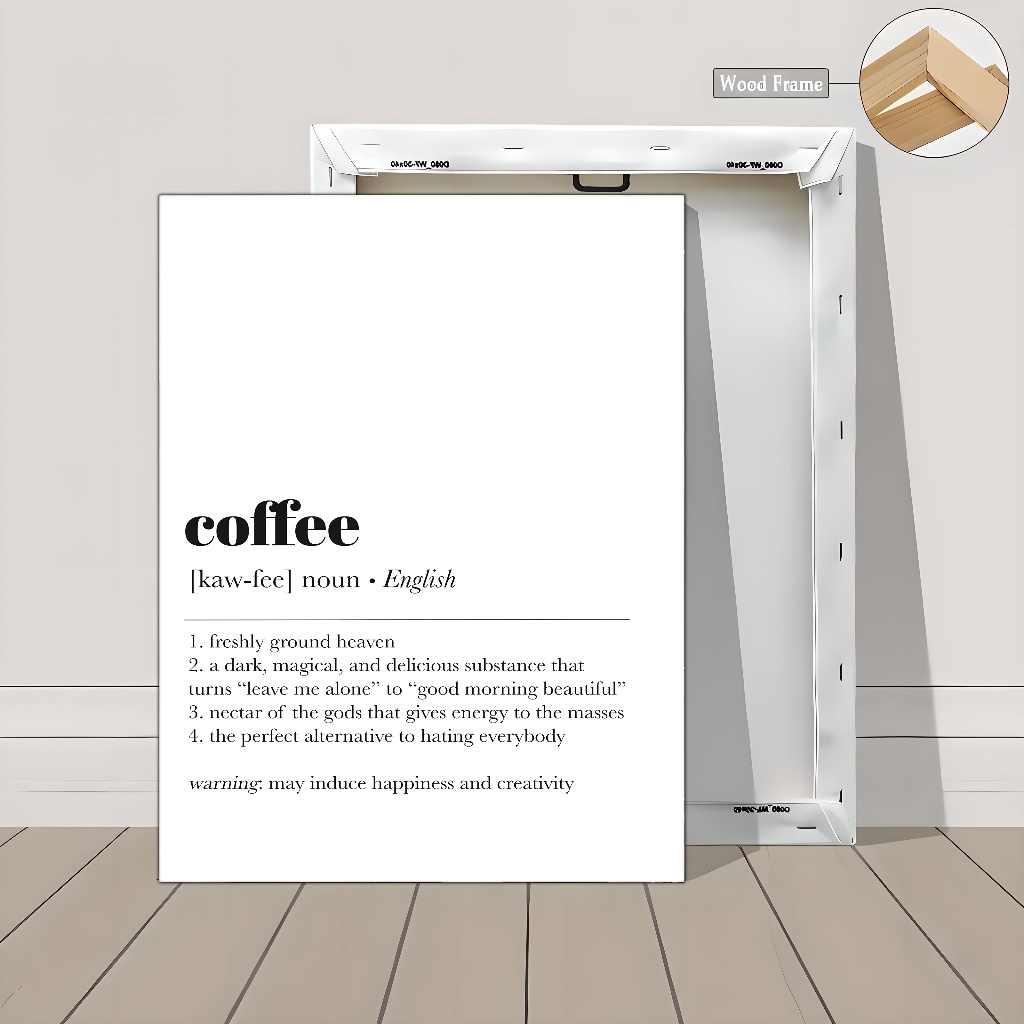 Wood Frame
coffee
[kaw-fee] noun • English
1. freshly ground heaven
2. a dark, magical, and delicious substance that
turns “leave me alone” to “good morning beautiful”
3. nectar of the gods that gives energy to the masses
4. the perfect alternative to hating everybody
warning: may induce happiness and creativity